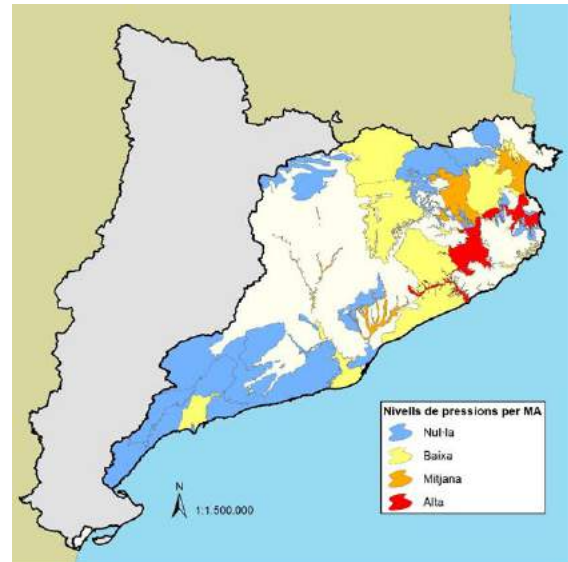 Nivells de pressions per MA
Nul·la
Baixa
Mitjana
Alta
N
1:1.500.000